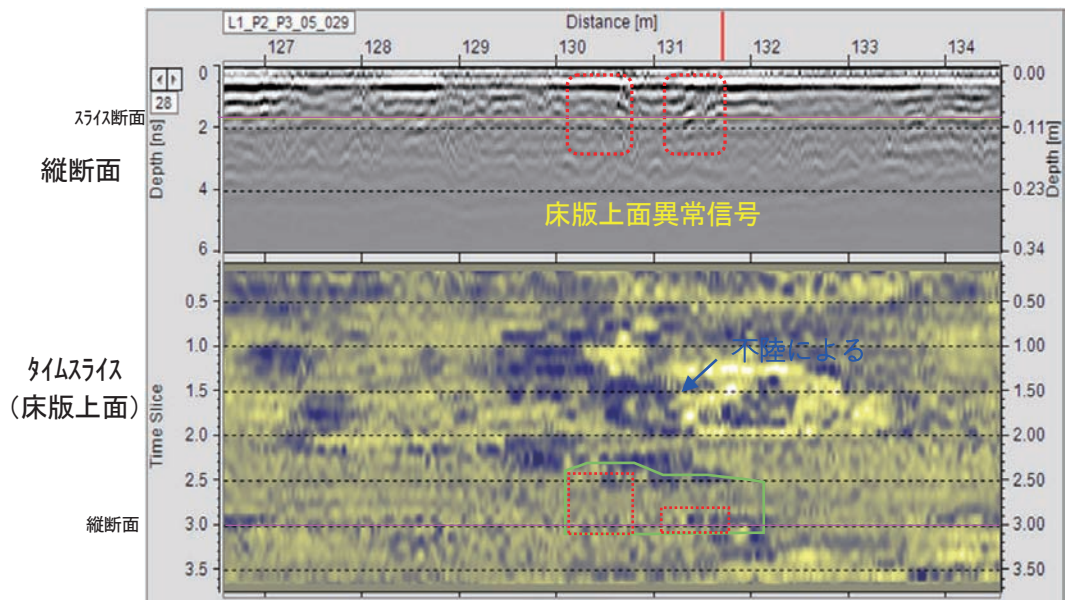 L1_P2_P3_05_029
Distance [m]
127 128 129 130 131 132 133 134
28
スライス断面
縦断面
Depth [ns]
0
2
4
6
0.00
0.11
0.23
0.34
Depth [m]
床版上面異常信号
タイムスライス
(床版上面)
縦断面
Time Slice
0.5
1.0
1.5
2.0
2.5
3.0
3.5
0.50
1.00
1.50
2.00
2.50
3.00
3.50
不陸による